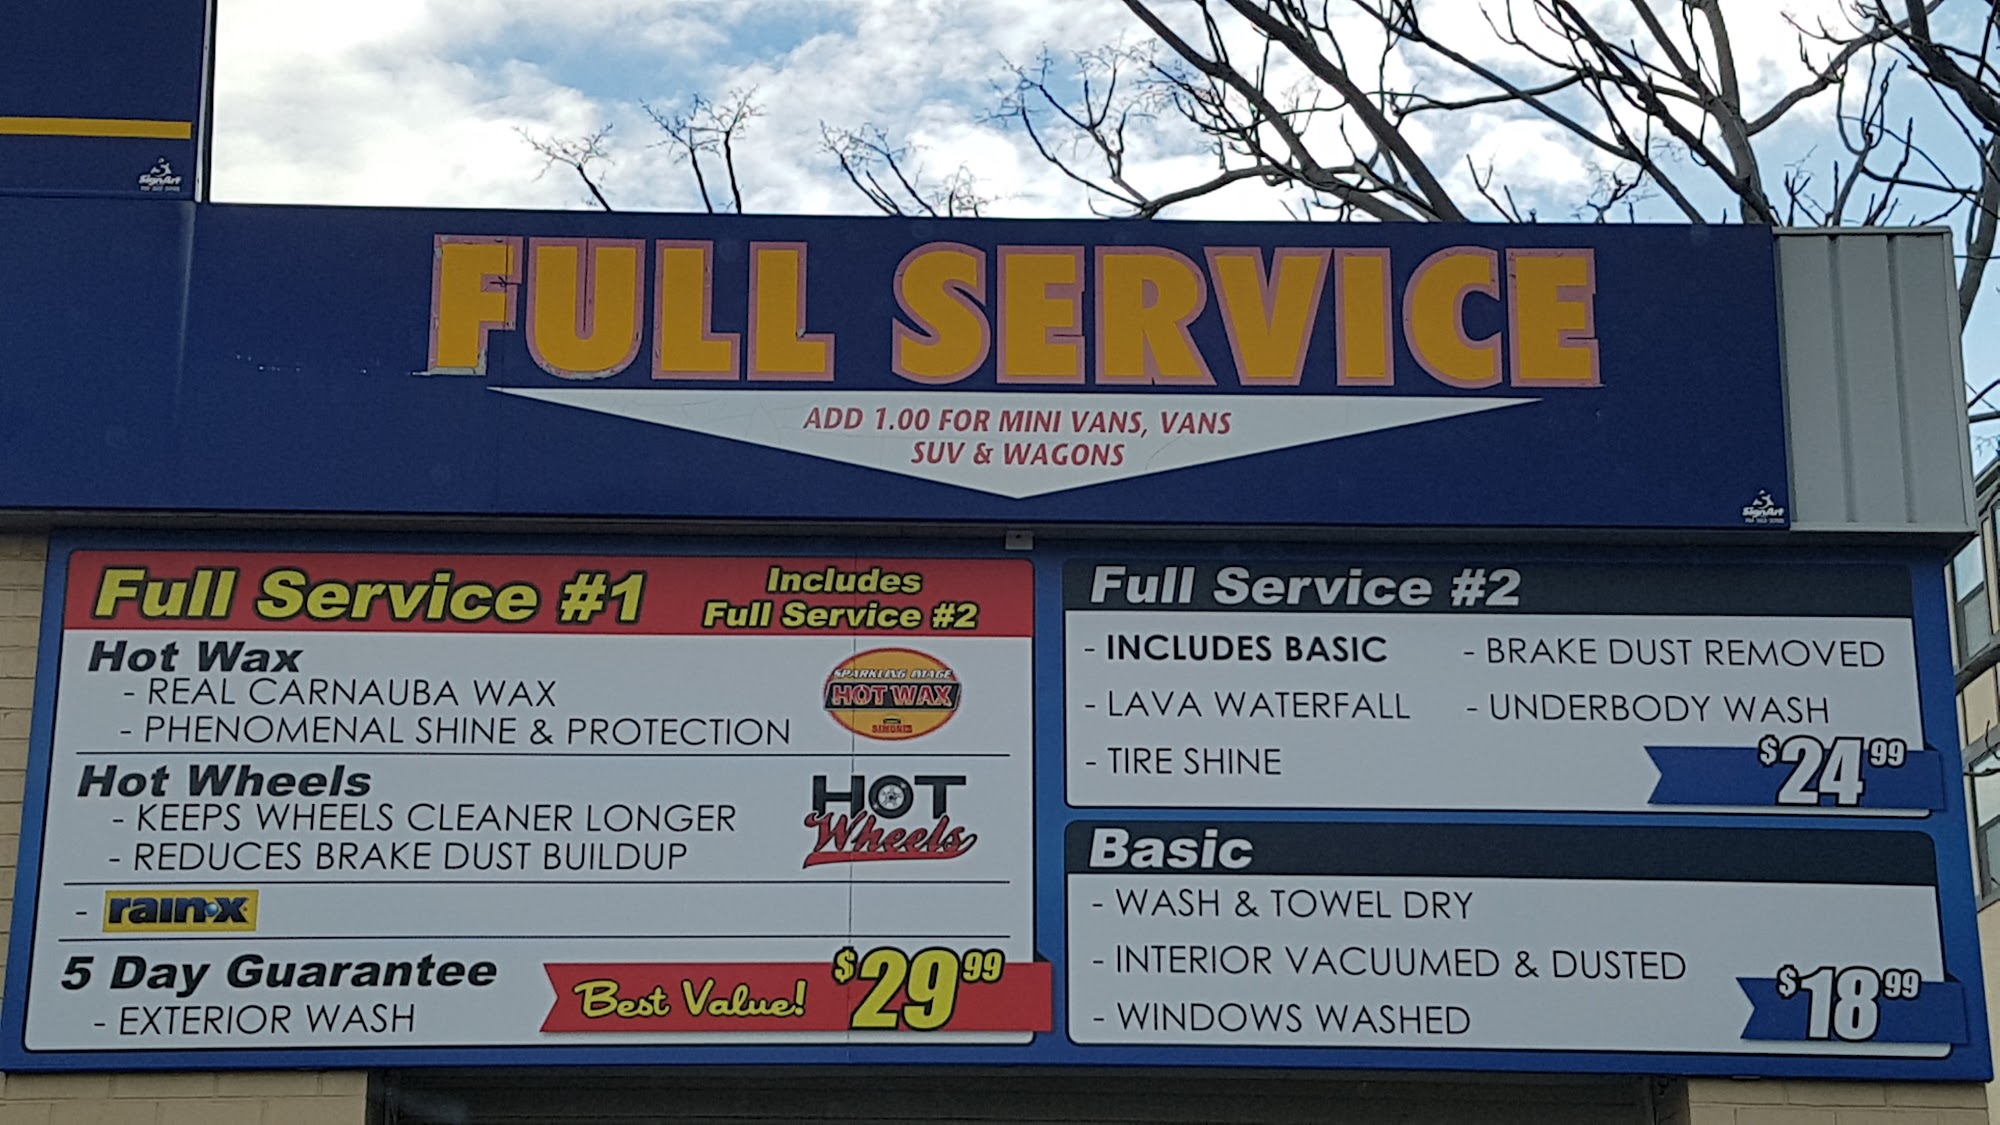 SignArt
FULL SERVICE
ADD 1.00 FOR MINI VANS, VANS
SUV & WAGONS
SignArt
Full Service #1
Includes
Full Service #2
Hot Wax
- REAL CARNAUBA WAX
- PHENOMENAL SHINE & PROTECTION
SPARKLING IMAGE
HOT WAX
SIMONIZ
Hot Wheels
- KEEPS WHEELS CLEANER LONGER
- REDUCES BRAKE DUST BUILDUP
HOT
Wheels
- rain-x
5 Day Guarantee
- EXTERIOR WASH
Best Value! $29.99
Full Service #2
- INCLUDES BASIC
- LAVA WATERFALL
- TIRE SHINE
- BRAKE DUST REMOVED
- UNDERBODY WASH
$24.99
Basic
- WASH & TOWEL DRY
- INTERIOR VACUUMED & DUSTED
- WINDOWS WASHED
$18.99